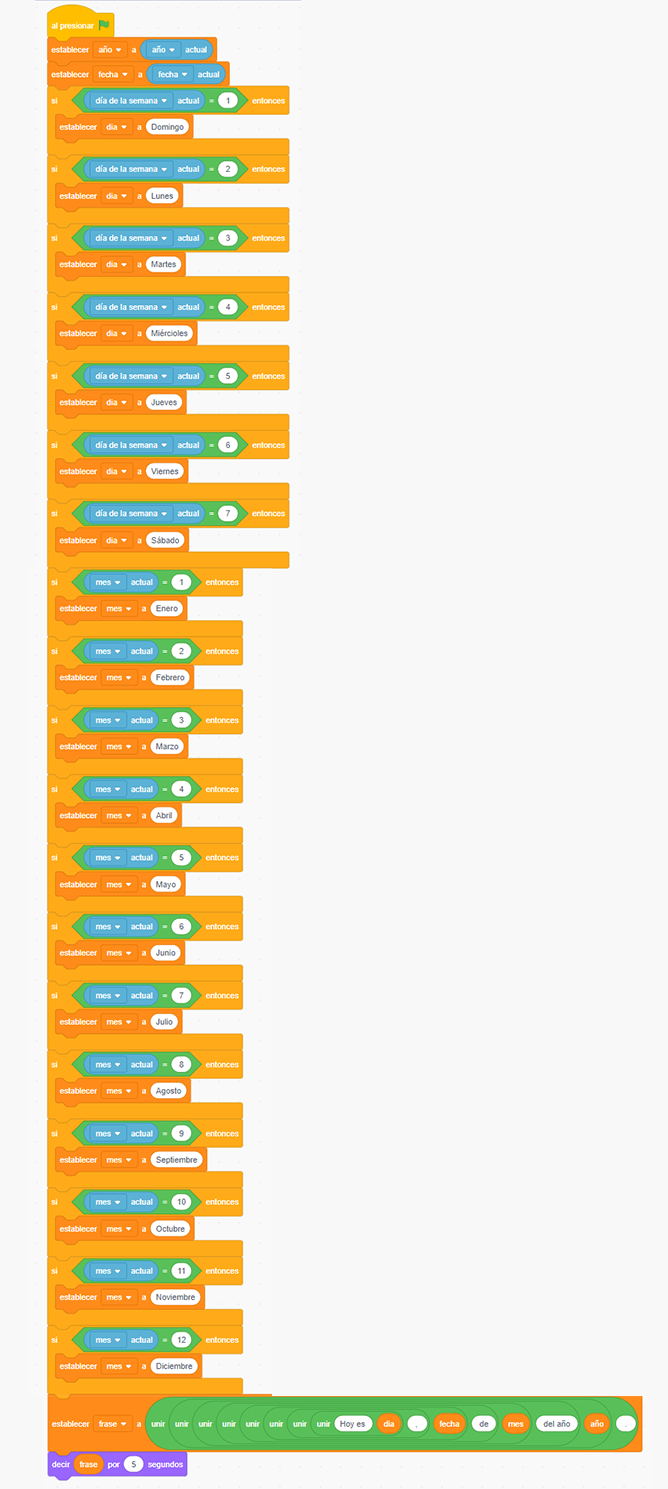 al presionar
establecer año a año actual
establecer fecha a fecha actual
si día de la semana actual = 1 entonces
establecer dia a Domingo
si día de la semana actual = 2 entonces
establecer dia a Lunes
si día de la semana actual = 3 entonces
establecer dia a Martes
si día de la semana actual = 4 entonces
establecer dia a Miércoles
si día de la semana actual = 5 entonces
establecer dia a Jueves
si día de la semana actual = 6 entonces
establecer dia a Viernes
si día de la semana actual = 7 entonces
establecer dia a Sábado
si mes actual = 1 entonces
establecer mes a Enero
si mes actual = 2 entonces
establecer mes a Febrero
si mes actual = 3 entonces
establecer mes a Marzo
si mes actual = 4 entonces
establecer mes a Abril
si mes actual = 5 entonces
establecer mes a Mayo
si mes actual = 6 entonces
establecer mes a Junio
si mes actual = 7 entonces
establecer mes a Julio
si mes actual = 8 entonces
establecer mes a Agosto
si mes actual = 9 entonces
establecer mes a Septiembre
si mes actual = 10 entonces
establecer mes a Octubre
si mes actual = 11 entonces
establecer mes a Noviembre
si mes actual = 12 entonces
establecer mes a Diciembre
establecer frase a unir unir unir unir unir unir unir unir Hoy es dia , fecha de mes del año año .
decir frase por 5 segundos